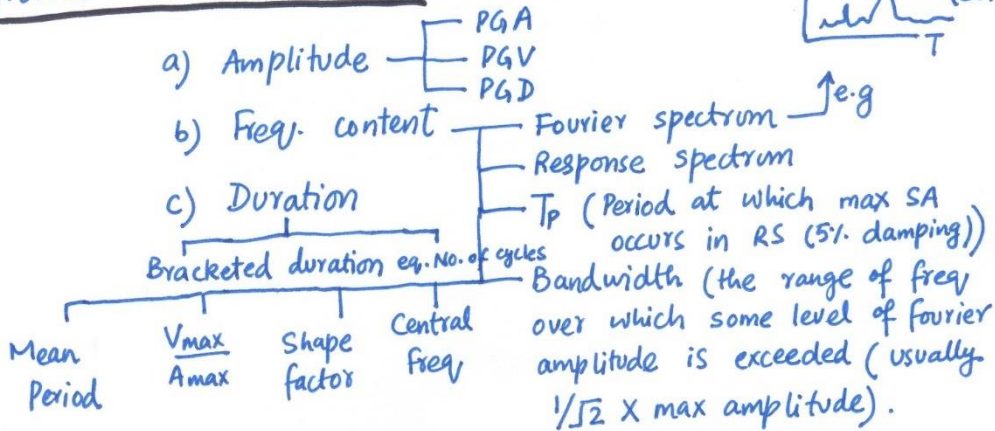 a) Amplitude
PGA
PGV
PGD
T
b) Freq. content
Fourier spectrum
e.g
Response spectrum
Tp (Period at which max SA
occurs in RS (5% damping))
c) Duration
Bracketed duration eq. No. of cycles
Bandwidth (the range of freq
over which some level of fourier
amplitude is exceeded (usually
1/√2 X max amplitude).
Mean
Period
Vmax
Amax
Shape
factor
Central
freq